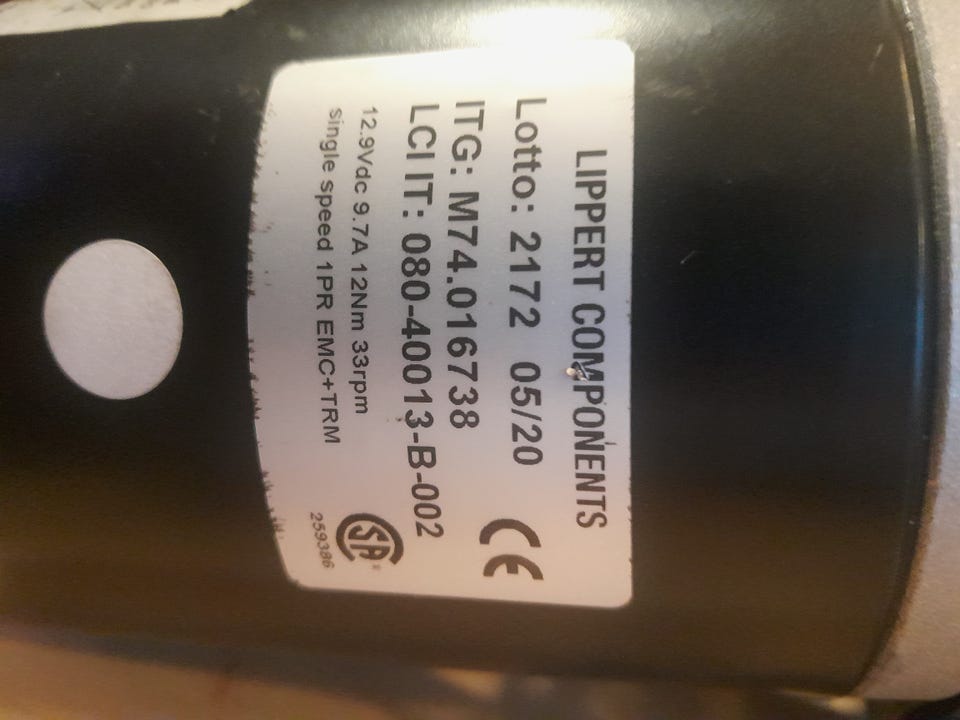 LIPPERT COMPONENTS
Lotto: 2172 05/20
ITG: M74.016738
LCI IT: 080-40013-B-002
12.9Vdc 9.7A 12Nm 33rpm
single speed 1PR EMC+TRM
CE
SA
259386